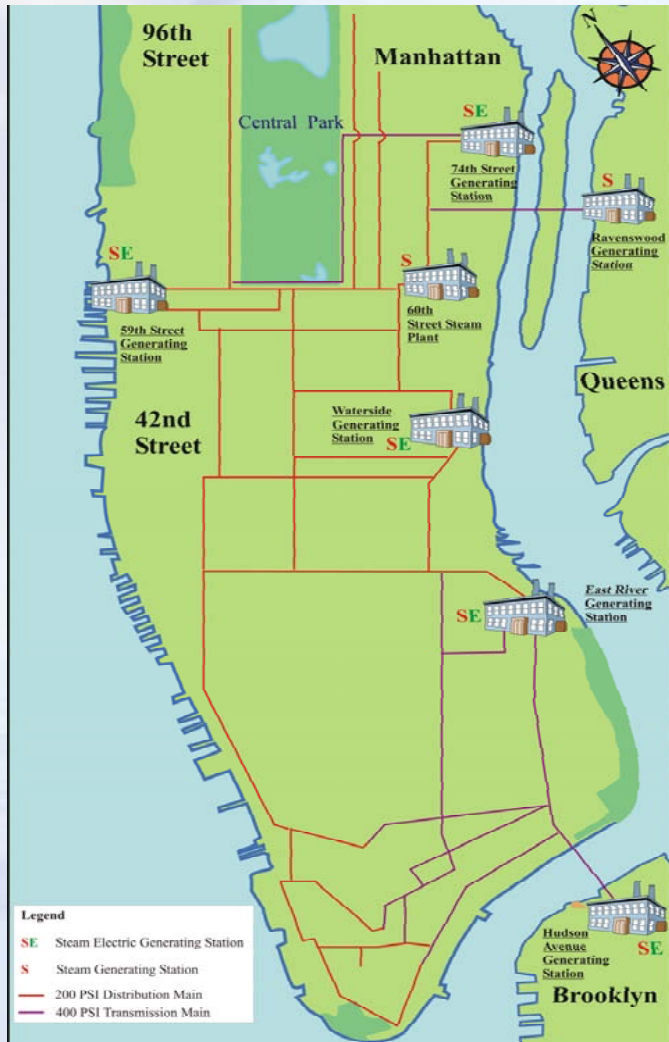 96th
Street
Manhattan
N
Central Park
SE
74th Street
Generating
Station
S
Ravenswood
Generating
Station
SE
59th Street
Generating
Station
S
60th
Street Steam
Plant
Queens
42nd
Street
Waterside
Generating
Station
SE
East River
Generating
Station
SE
Legend
SE Steam Electric Generating Station
S Steam Generating Station
200 PSI Distribution Main
400 PSI Transmission Main
Hudson
Avenue
Generating
Station
SE
Brooklyn